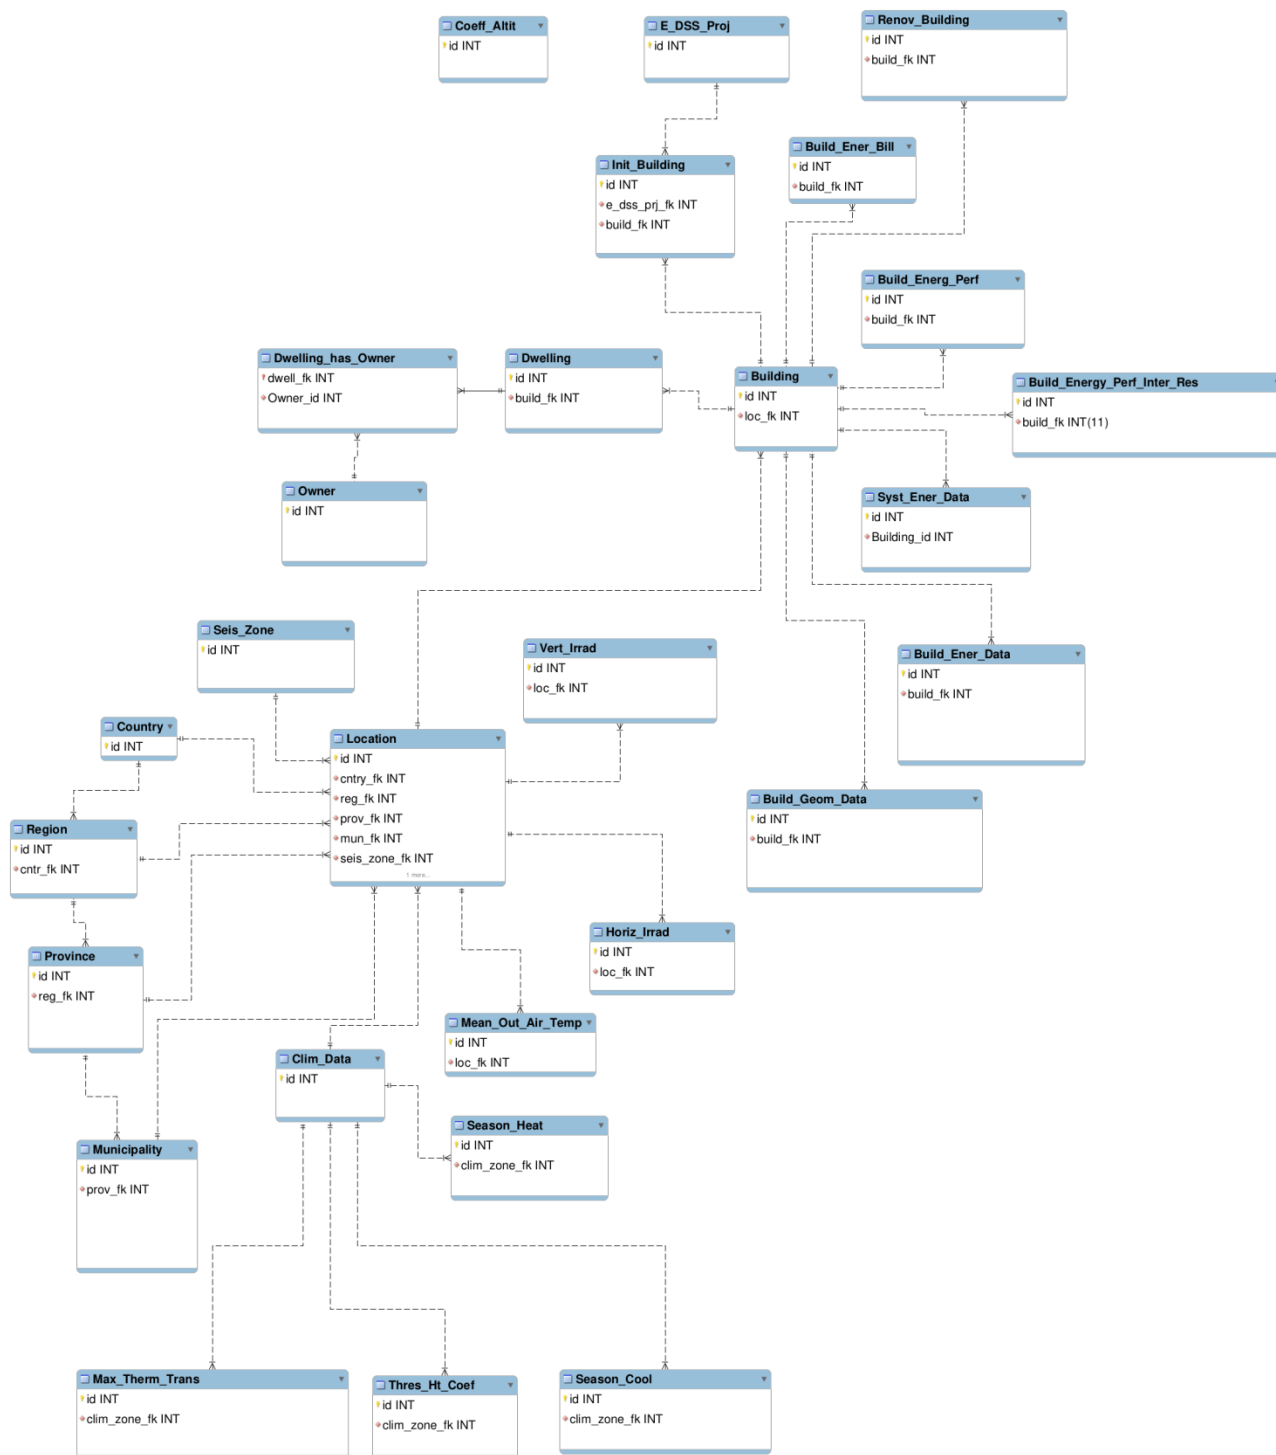 Coeff_Altit
id INT
E_DSS_Proj
id INT
Renov_Building
id INT
build_fk INT
Build_Ener_Bill
id INT
build_fk INT
Init_Building
id INT
e_dss_prj_fk INT
build_fk INT
Build_Energ_Perf
id INT
build_fk INT
Dwelling_has_Owner
dwell_fk INT
Owner_id INT
Dwelling
id INT
build_fk INT
Building
id INT
loc_fk INT
Build_Energy_Perf_Inter_Res
id INT
build_fk INT(11)
Owner
id INT
Syst_Ener_Data
id INT
Building_id INT
Seis_Zone
id INT
Vert_Irrad
id INT
loc_fk INT
Build_Ener_Data
id INT
build_fk INT
Country
id INT
Location
id INT
cntry_fk INT
reg_fk INT
prov_fk INT
mun_fk INT
seis_zone_fk INT
1 more...
Build_Geom_Data
id INT
build_fk INT
Region
id INT
cntr_fk INT
Horiz_Irrad
id INT
loc_fk INT
Province
id INT
reg_fk INT
Mean_Out_Air_Temp
id INT
loc_fk INT
Clim_Data
id INT
Season_Heat
id INT
clim_zone_fk INT
Municipality
id INT
prov_fk INT
Max_Therm_Trans
id INT
clim_zone_fk INT
Thres_Ht_Coef
id INT
clim_zone_fk INT
Season_Cool
id INT
clim_zone_fk INT